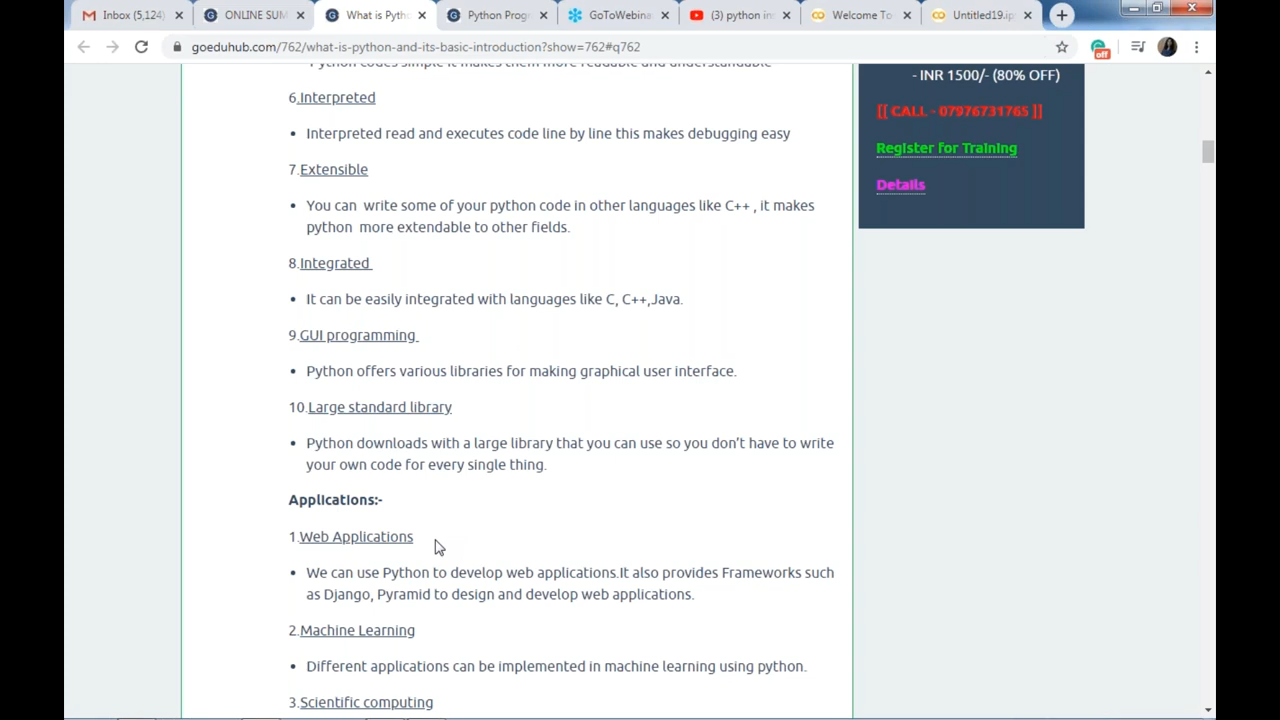 Inbox (5,124)
ONLINE SUM
What is Pytho
Python Prog
GoToWebina
(3) python in
Welcome To
Untitled19.ip
goeduhub.com/762/what-is-python-and-its-basic-introduction?show=762#q762
off
Python codes simple it makes them more readable and understandable
6.Interpreted
• Interpreted read and executes code line by line this makes debugging easy
7.Extensible
• You can write some of your python code in other languages like C++ , it makes
python more extendable to other fields.
8.Integrated
• It can be easily integrated with languages like C, C++,Java.
9.GUI programming
• Python offers various libraries for making graphical user interface.
10.Large standard library
• Python downloads with a large library that you can use so you don't have to write
your own code for every single thing.
Applications:-
1.Web Applications
• We can use Python to develop web applications.It also provides Frameworks such
as Django, Pyramid to design and develop web applications.
2.Machine Learning
• Different applications can be implemented in machine learning using python.
3.Scientific computing
- INR 1500/- (80% OFF)
[[ CALL - 07976731765 ]]
Register for Training
Details